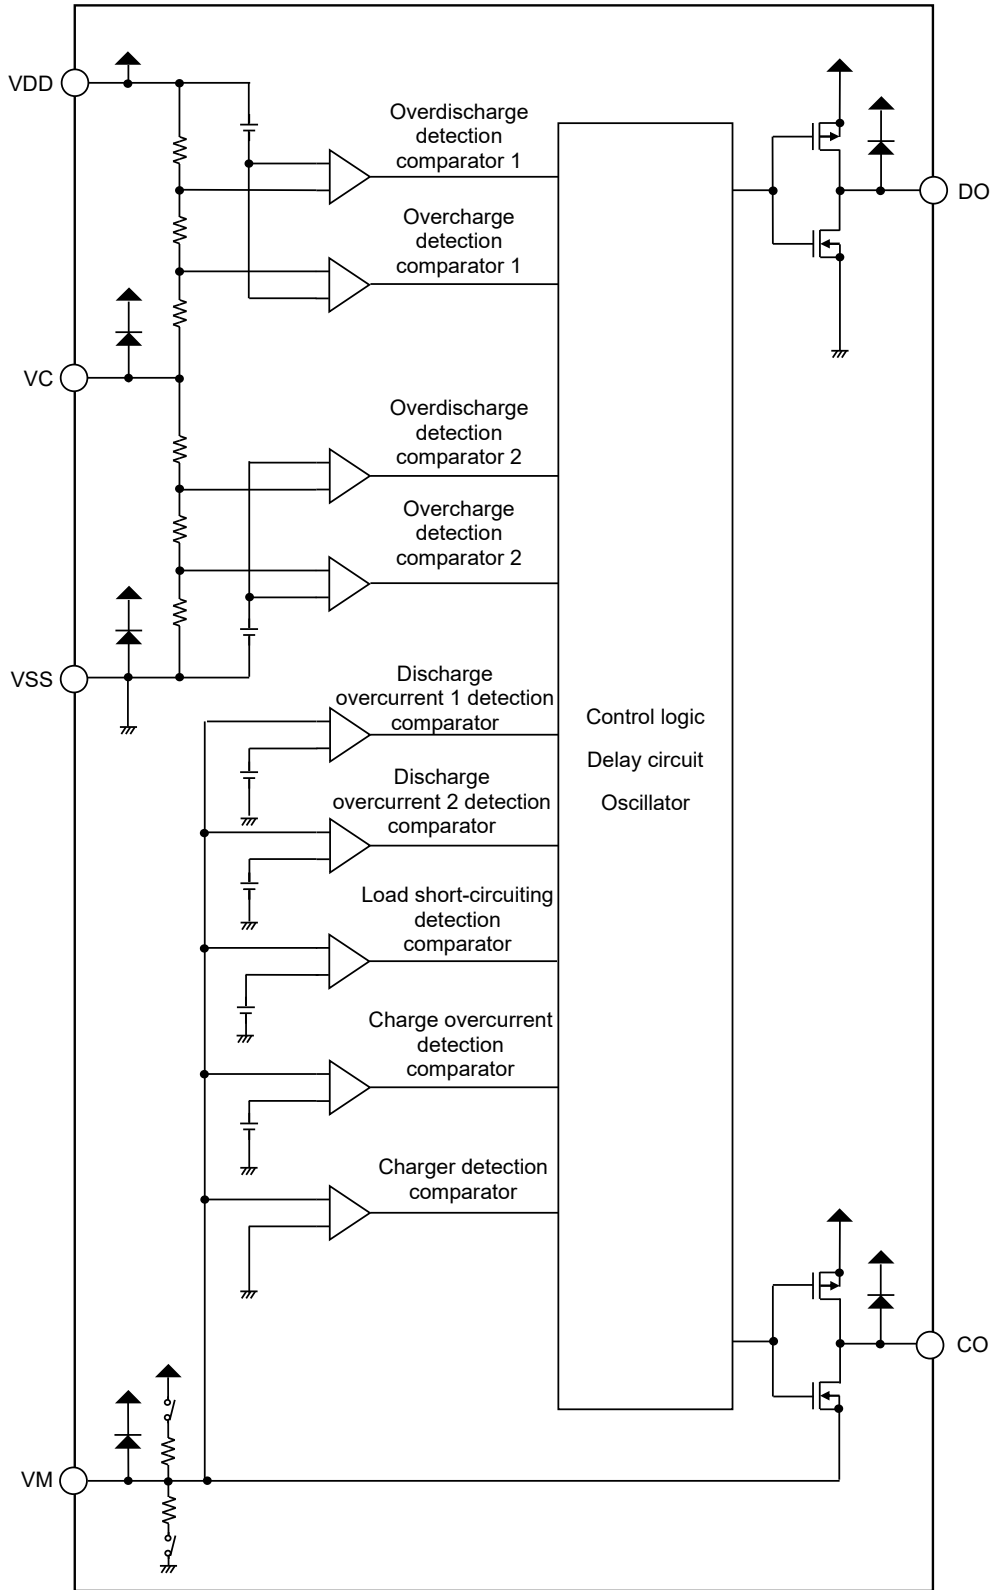 VDD
Overdischarge
detection
comparator 1
DO
Overcharge
detection
comparator 1
VC
Overdischarge
detection
comparator 2
Overcharge
detection
comparator 2
VSS
Discharge
overcurrent 1 detection
comparator
Control logic
Delay circuit
Oscillator
Discharge
overcurrent 2 detection
comparator
Load short-circuiting
detection
comparator
Charge overcurrent
detection
comparator
Charger detection
comparator
CO
VM